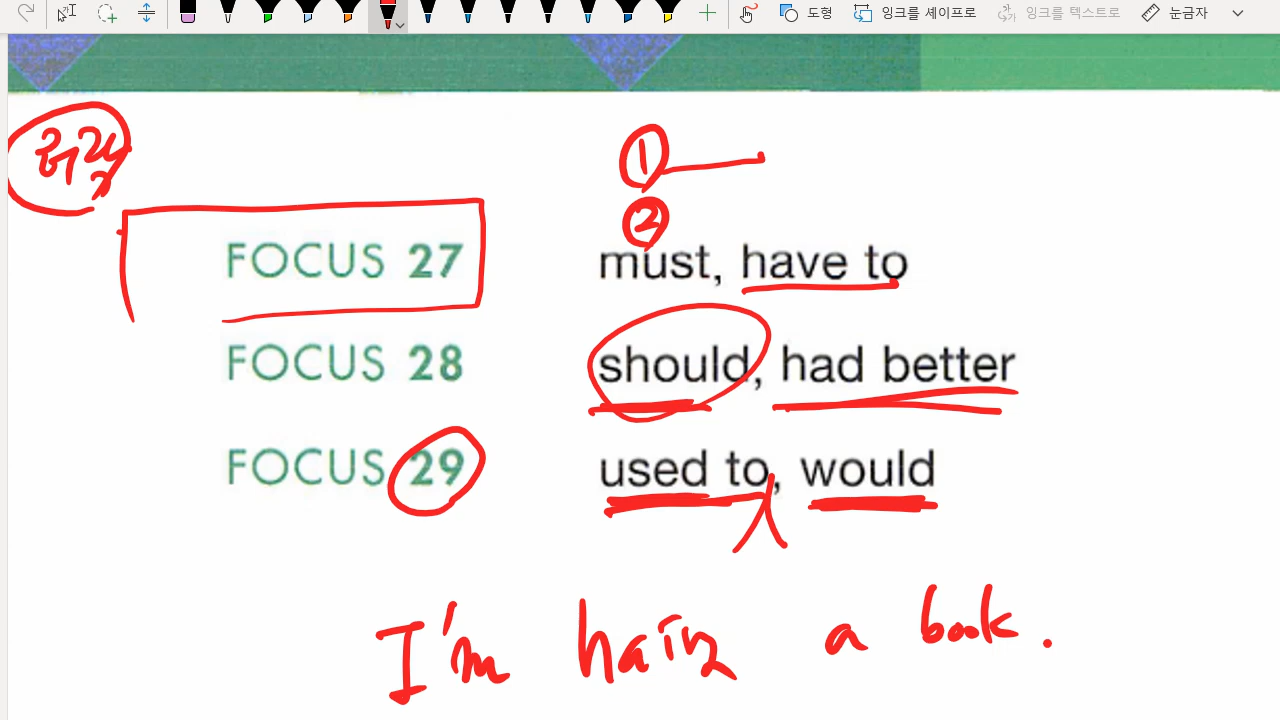 도형 잉크를 셰이프로 잉크를 텍스트로 눈금자
①
②
FOCUS 27 must, have to
FOCUS 28 should, had better
FOCUS 29 used to, would
I'm a book.